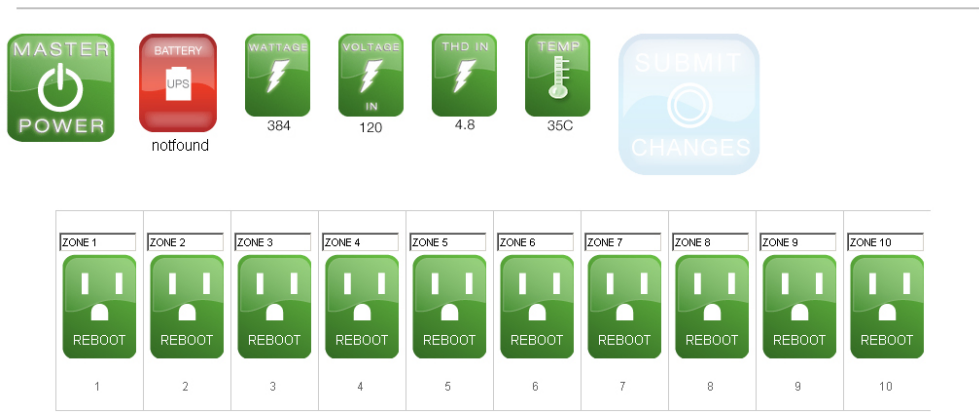 MASTER
POWER
BATTERY
UPS
notfound
WATTAGE
384
VOLTAGE
IN
120
THD IN
4.8
TEMP
35C
SUBMIT
CHANGES
ZONE 1 ZONE 2 ZONE 3 ZONE 4 ZONE 5 ZONE 6 ZONE 7 ZONE 8 ZONE 9 ZONE 10
REBOOT REBOOT REBOOT REBOOT REBOOT REBOOT REBOOT REBOOT REBOOT REBOOT
1 2 3 4 5 6 7 8 9 10